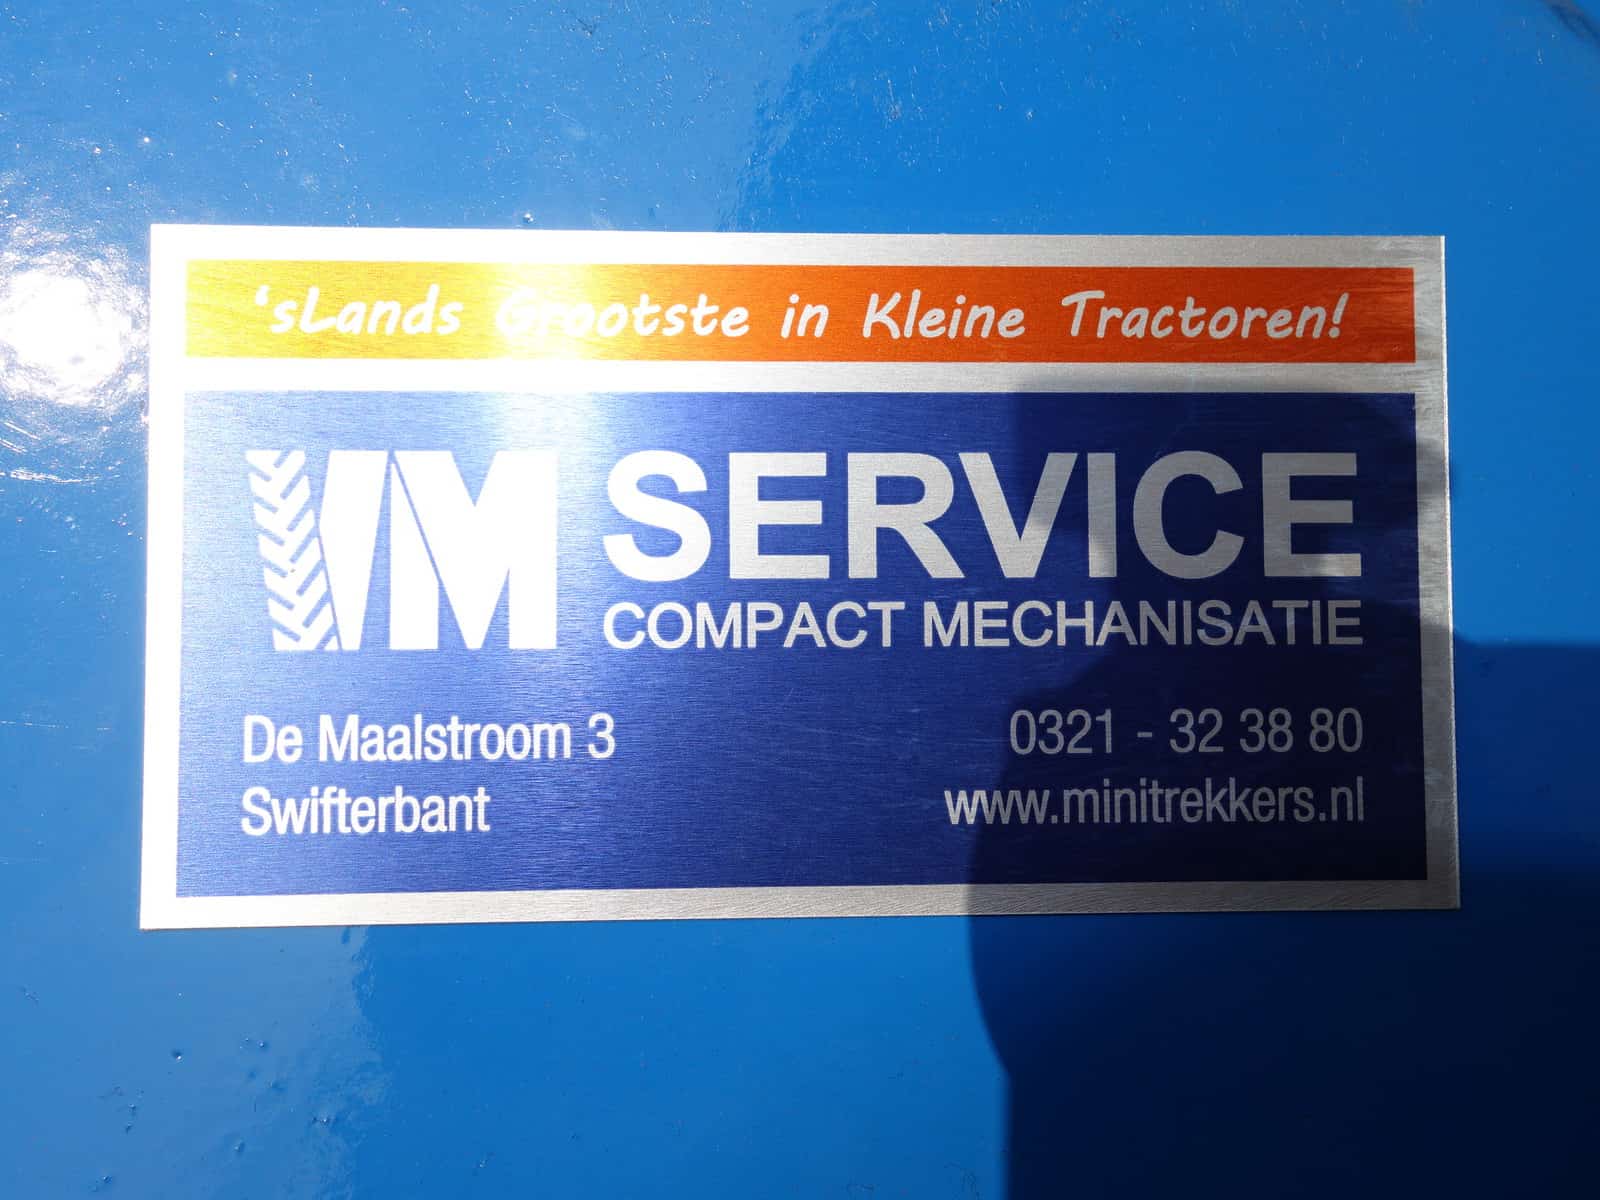 'sLands Grootste in Kleine Tractoren!
VM SERVICE
COMPACT MECHANISATIE
De Maalstroom 3
Swifterbant
0321 - 32 38 80
www.minitrekkers.nl